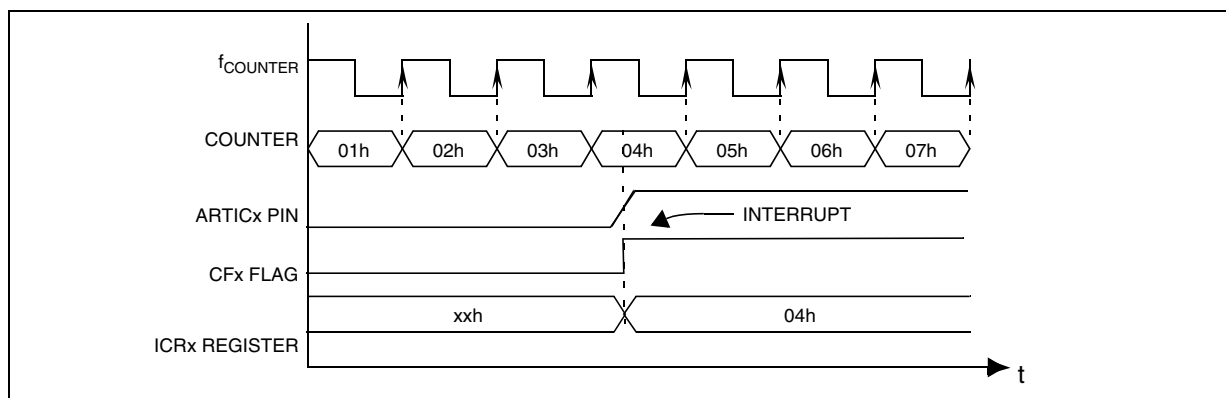 fCOUNTER
COUNTER 01h 02h 03h 04h 05h 06h 07h
ARTICx PIN INTERRUPT
CFx FLAG
xxh 04h
ICRx REGISTER
t